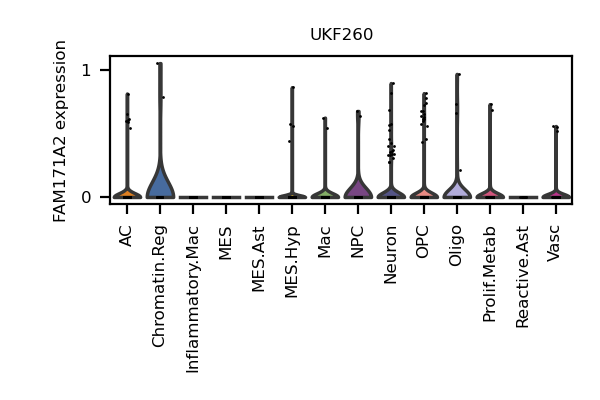 UKF260
FAM171A2 expression
1
0
AC
Chromatin.Reg
Inflammatory.Mac
MES
MES.Ast
MES.Hyp
Mac
NPC
Neuron
OPC
Oligo
Prolif.Metab
Reactive.Ast
Vasc